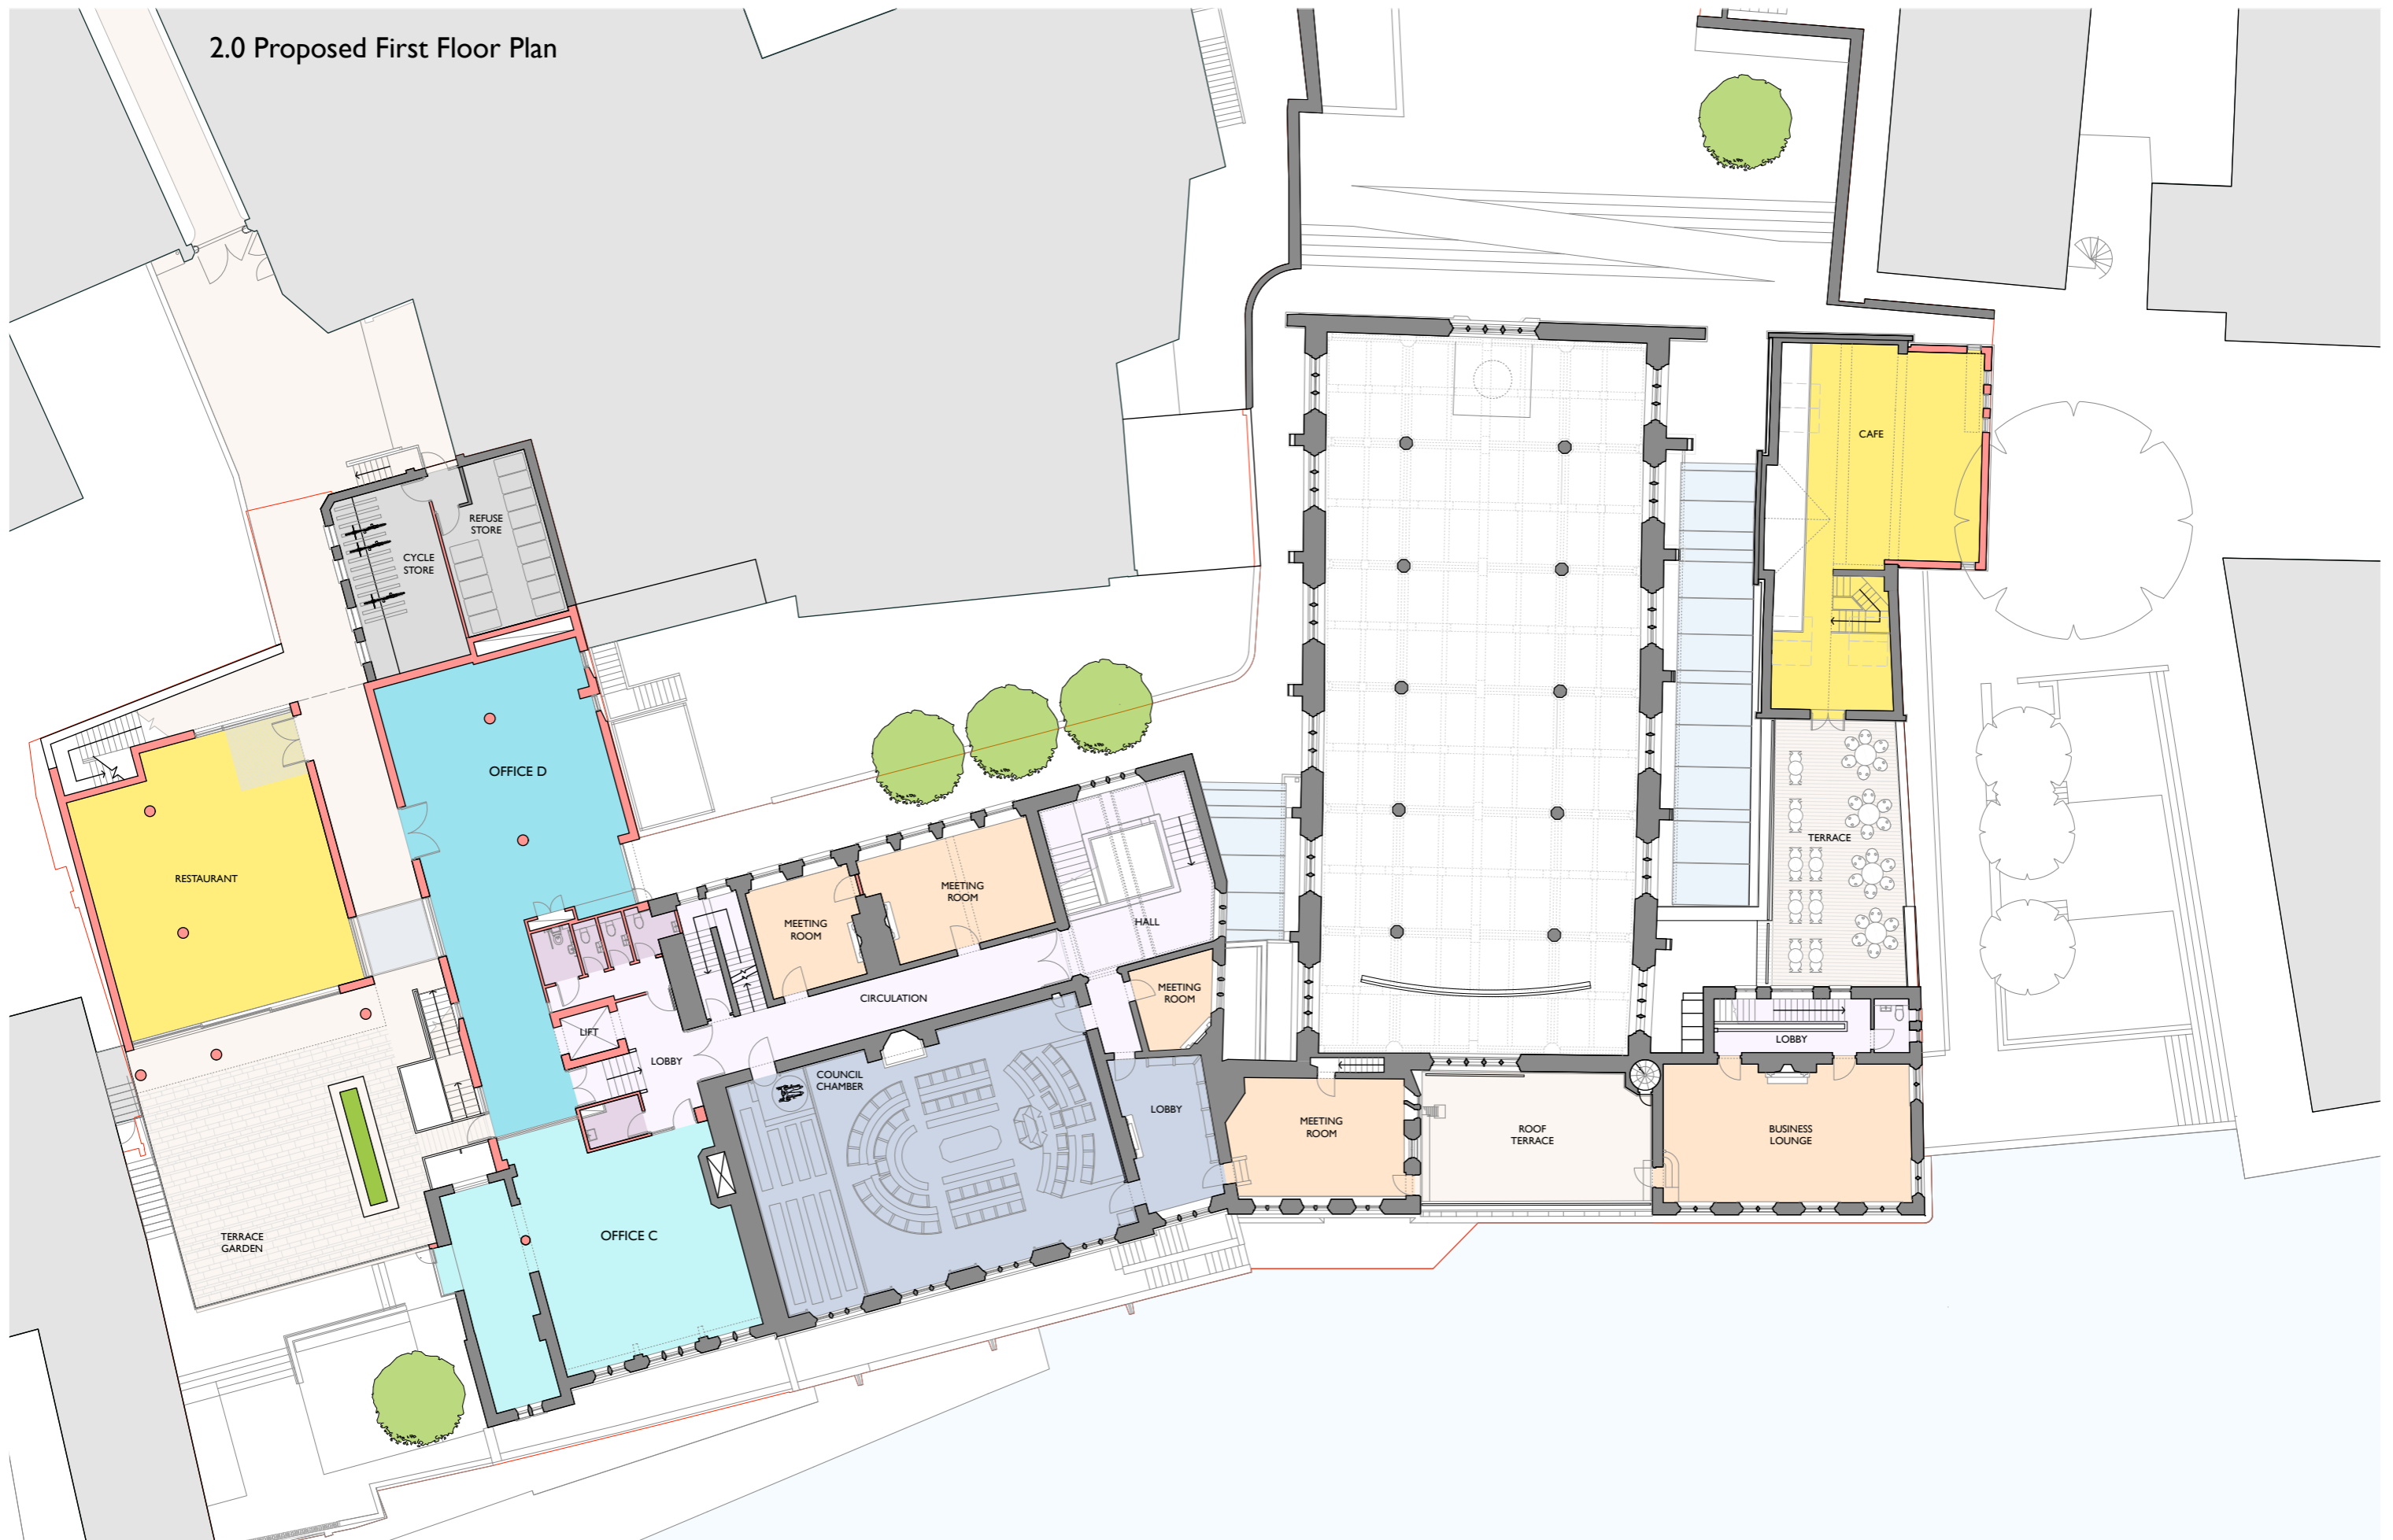 2.0 Proposed First Floor Plan
CAFE
REFUSE
STORE
CYCLE
STORE
OFFICE D
TERRACE
RESTAURANT
MEETING
ROOM
MEETING
ROOM
HALL
MEETING
ROOM
CIRCULATION
LIFT
LOBBY
LOBBY
COUNCIL
CHAMBER
LOBBY
MEETING
ROOM
ROOF
TERRACE
BUSINESS
LOUNGE
TERRACE
GARDEN
OFFICE C